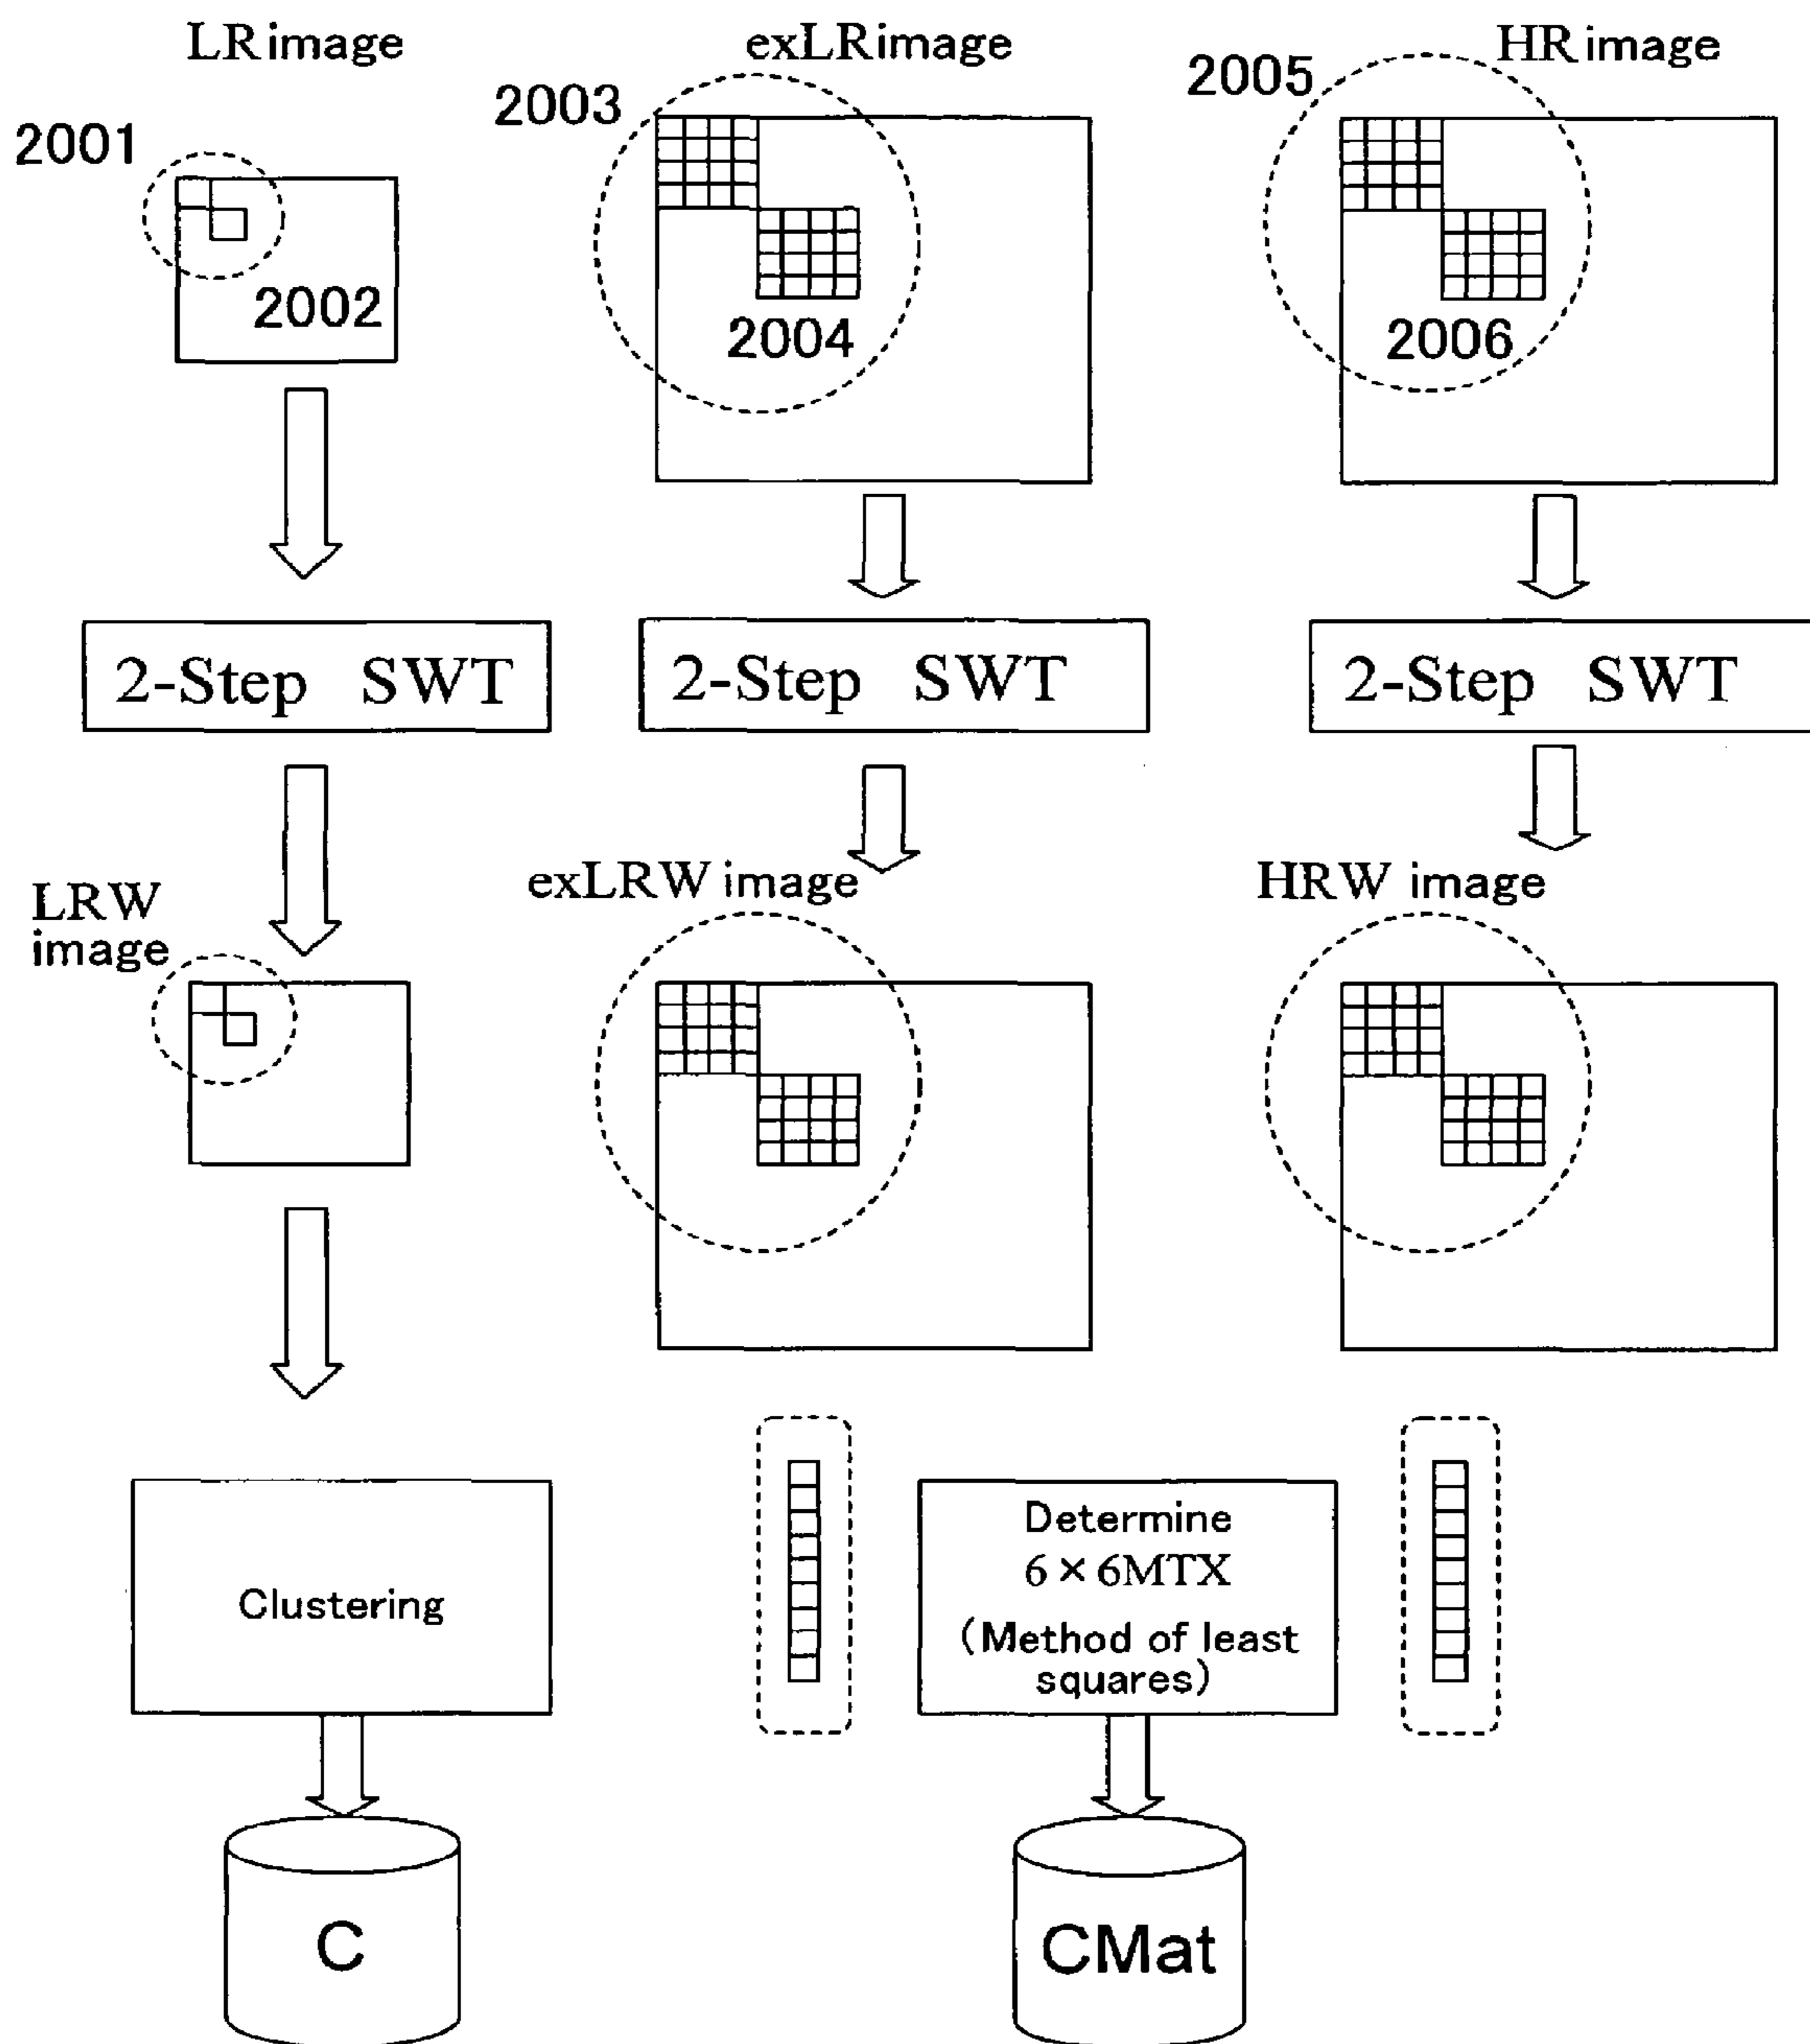 LR image
exLR image
HR image
2001
2003
2005
2002
2004
2006
2-Step SWT
2-Step SWT
2-Step SWT
LRW
image
exLRW image
HRW image
Clustering
Determine
6×6MTX
(Method of least
squares)
C
CMat